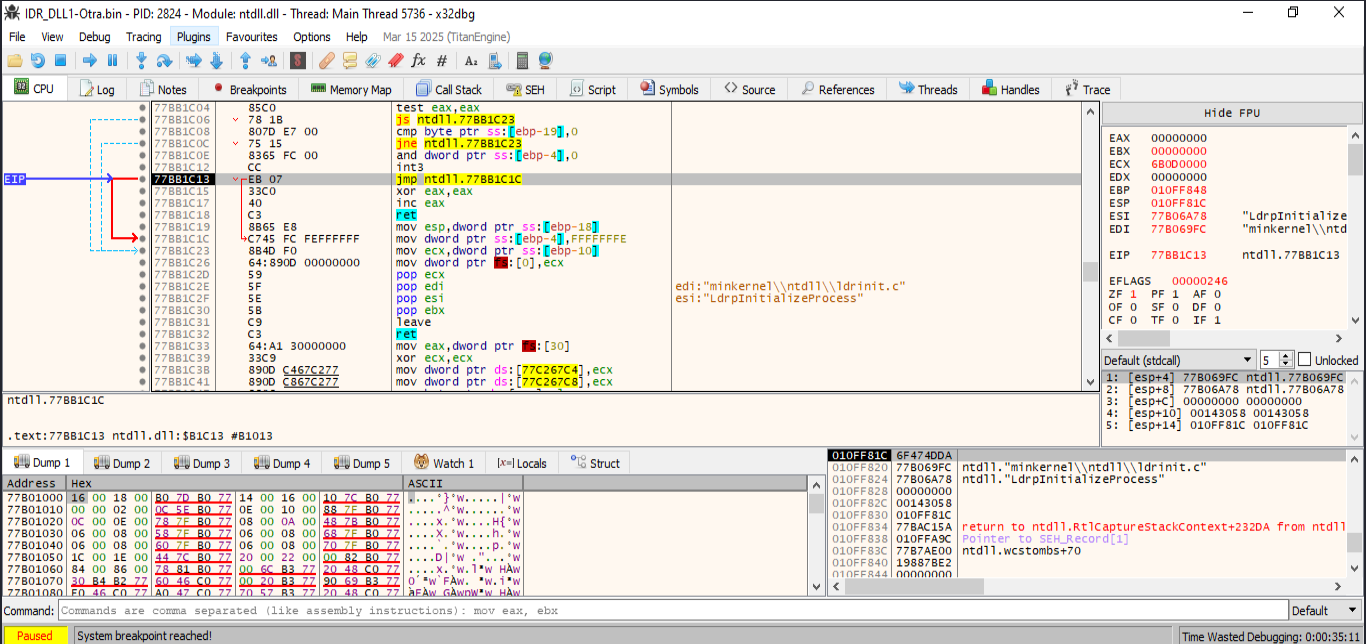 IDR_DLL1-Otra.bin - PID: 2824 - Module: ntdll.dll - Thread: Main Thread 5736 - x32dbg
File View Debug Tracing Plugins Favourites Options Help Mar 15 2025 (TitanEngine)
CPU Log Notes Breakpoints Memory Map Call Stack SEH Script Symbols Source References Threads Handles Trace
EIP
77BB1C04 85C0 test eax,eax
77BB1C06 78 1B js ntdll.77BB1C23
77BB1C08 807D E7 00 cmp byte ptr ss:[ebp-19],0
77BB1C0C 75 15 jne ntdll.77BB1C23
77BB1C0E 8365 FC 00 and dword ptr ss:[ebp-4],0
77BB1C12 CC int3
77BB1C13 EB 07 jmp ntdll.77BB1C1C
77BB1C15 33C0 xor eax,eax
77BB1C17 40 inc eax
77BB1C18 C3 ret
77BB1C19 8B65 E8 mov esp,dword ptr ss:[ebp-18]
77BB1C1C C745 FC FEFFFFFF mov dword ptr ss:[ebp-4],FFFFFFFE
77BB1C23 8B4D F0 mov ecx,dword ptr ss:[ebp-10]
77BB1C26 64:890D 00000000 mov dword ptr fs:[0],ecx
77BB1C2D 59 pop ecx
77BB1C2E 5F pop edi edi:"minkernel\\ntdll\\ldrinit.c"
77BB1C2F 5E pop esi esi:"LdrpInitializeProcess"
77BB1C30 5B pop ebx
77BB1C31 C9 leave
77BB1C32 C3 ret
77BB1C33 64:A1 30000000 mov eax,dword ptr fs:[30]
77BB1C39 33C9 xor ecx,ecx
77BB1C3B 890D C467C277 mov dword ptr ds:[77C267C4],ecx
77BB1C41 890D C867C277 mov dword ptr ds:[77C267C8],ecx
Hide FPU
EAX 00000000
EBX 00000000
ECX 6B0D0000
EDX 00000000
EBP 010FF848
ESP 010FF81C
ESI 77B06A78 "LdrpInitialize
EDI 77B069FC "minkernel\\ntd
EIP 77BB1C13 ntdll.77BB1C13
EFLAGS 00000246
ZF 1 PF 1 AF 0
OF 0 SF 0 DF 0
CF 0 TF 0 IF 1
Default (stdcall) 5 Unlocked
1: [esp+4] 77B069FC ntdll.77B069FC
2: [esp+8] 77B06A78 ntdll.77B06A78
3: [esp+C] 00000000 00000000
4: [esp+10] 00143058 00143058
5: [esp+14] 010FF81C 010FF81C
ntdll.77BB1C1C
.text:77BB1C13 ntdll.dll:$B1C13 #B1013
Dump 1 Dump 2 Dump 3 Dump 4 Dump 5 Watch 1 Locals Struct
Address Hex ASCII
77B01000 16 00 18 00 B0 7D B0 77 14 00 16 00 10 7C B0 77
77B01010 00 00 02 00 0C 5E B0 77 0E 00 10 00 88 7F B0 77
77B01020 0C 00 0E 00 78 7F B0 77 08 00 0A 00 48 7B B0 77
77B01030 06 00 08 00 58 7F B0 77 06 00 08 00 68 7F B0 77
77B01040 06 00 08 00 60 7F B0 77 06 00 08 00 70 7F B0 77
77B01050 1C 00 1E 00 44 7C B0 77 20 00 22 00 00 82 B0 77
77B01060 84 00 86 00 78 81 B0 77 00 6C B3 77 20 48 C0 77
77B01070 30 B4 B2 77 60 46 C0 77 00 20 B3 77 90 69 B3 77
77B01080 E0 46 C0 77 A0 47 C0 77 70 57 B3 77 20 48 C0 77
010FF81C 6F474DDA
010FF820 77B069FC ntdll."minkernel\\ntdll\\ldrinit.c"
010FF824 77B06A78 ntdll."LdrpInitializeProcess"
010FF828 00000000
010FF82C 00143058
010FF830 010FF81C
010FF834 77BAC15A return to ntdll.RtlCaptureStackContext+232DA from ntdll
010FF838 010FFA9C Pointer to SEH_Record[1]
010FF83C 77B7AE00 ntdll.wcstombs+70
010FF840 19887BE2
010FF844 00000000
Command: Commands are comma separated (like assembly instructions): mov eax, ebx Default
Paused System breakpoint reached! Time Wasted Debugging: 0:00:35:11